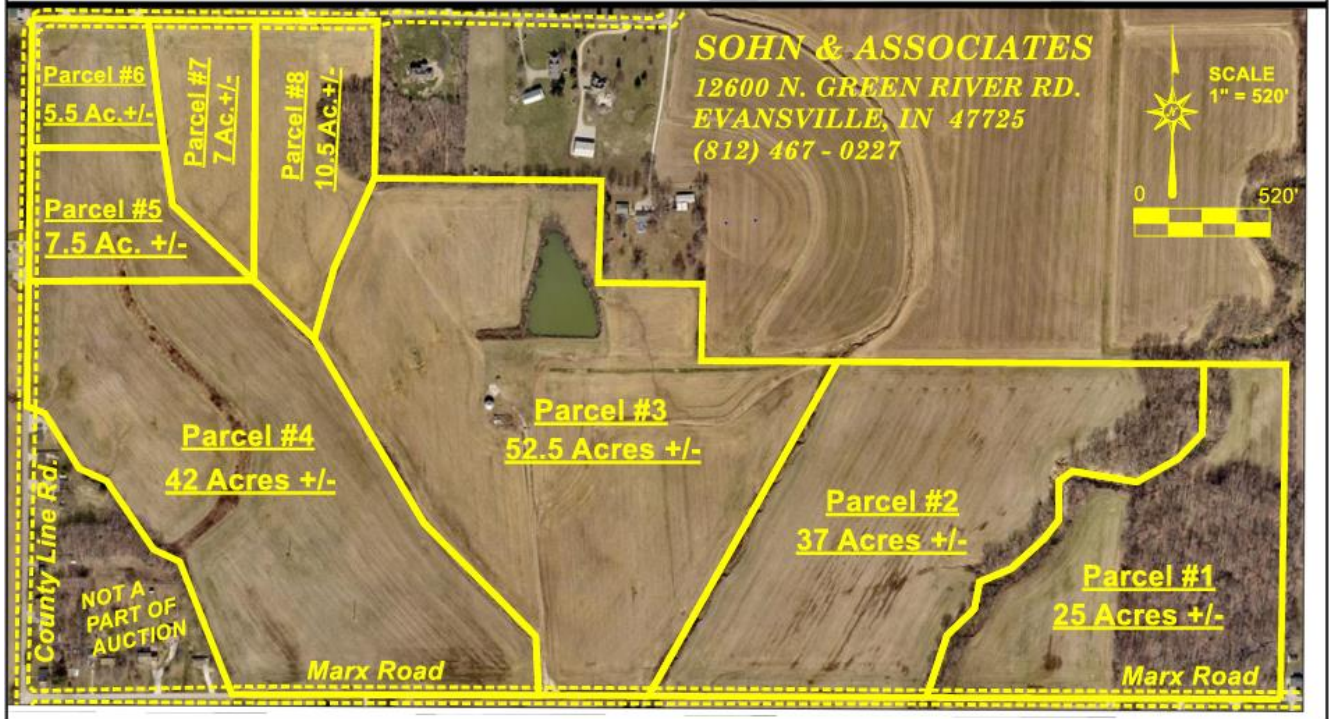 SOHN & ASSOCIATES
12600 N. GREEN RIVER RD.
EVANSVILLE, IN 47725
(812) 467 - 0227
N
SCALE
1" = 520'
0 520'
Parcel #6
5.5 Ac.+/-
Parcel #7
7 Ac.+/-
Parcel #8
10.5 Ac.+/-
Parcel #5
7.5 Ac. +/-
Parcel #4
42 Acres +/-
Parcel #3
52.5 Acres +/-
Parcel #2
37 Acres +/-
Parcel #1
25 Acres +/-
County Line Rd.
NOT A
PART OF
AUCTION
Marx Road
Marx Road